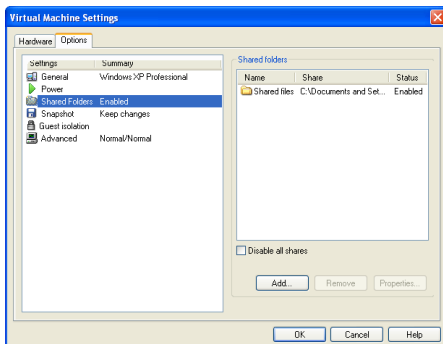 Virtual Machine Settings
Hardware Options
Settings Summary
General Windows XP Professional
Power
Shared Folders Enabled
Snapshot Keep changes
Guest isolation
Advanced Normal/Normal
Shared folders
Name Share Status
Shared files C:\Documents and Set... Enabled
Disable all shares
Add... Remove Properties...
OK Cancel Help